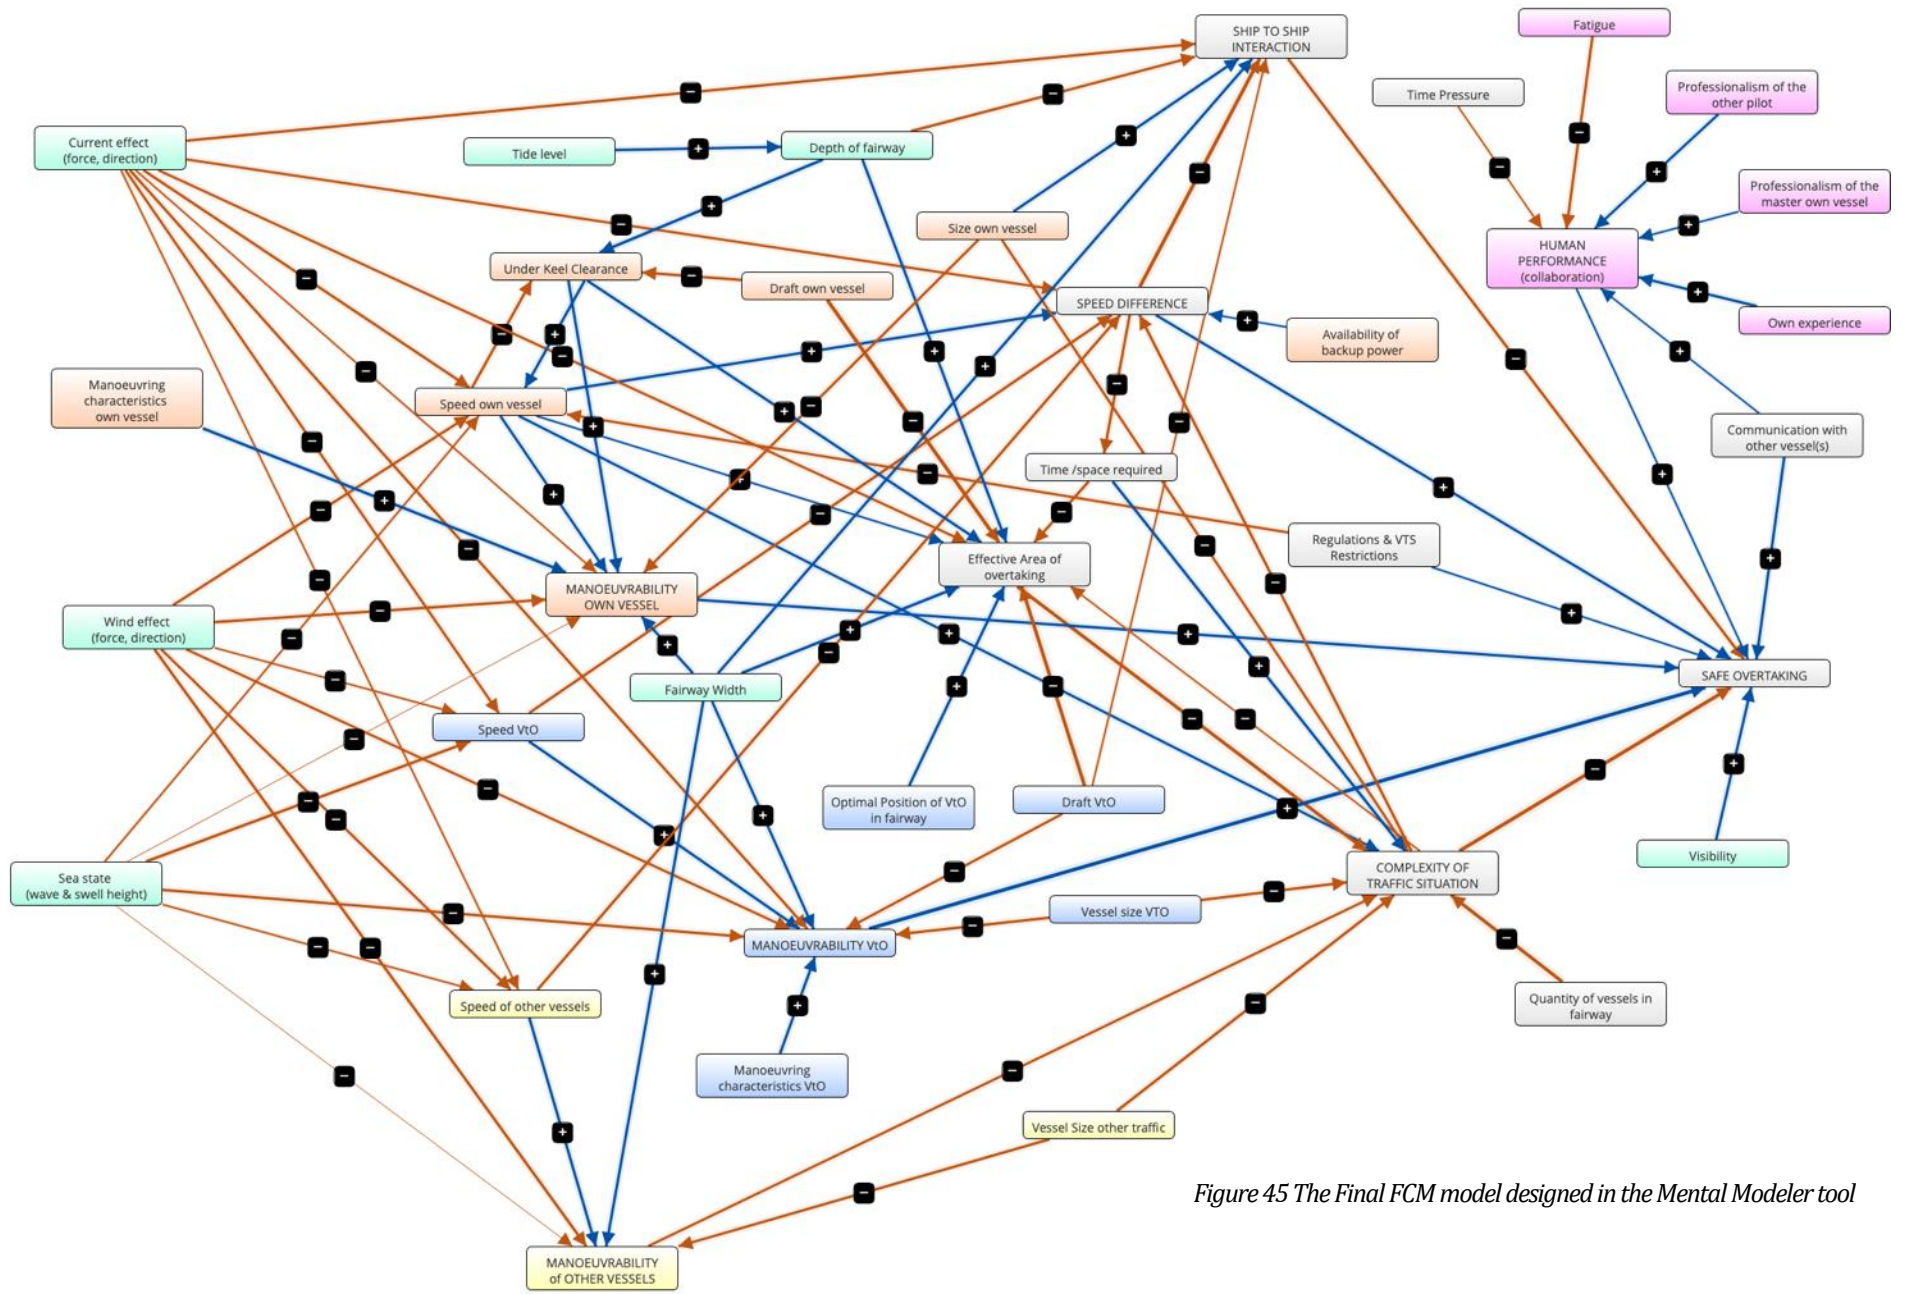 SHIP TO SHIP
INTERACTION
Fatigue
Time Pressure
Professionalism of the
other pilot
Current effect
(force, direction)
Tide level
Depth of fairway
Professionalism of the
master own vessel
Size own vessel
HUMAN
PERFORMANCE
(collaboration)
Under Keel Clearance
Draft own vessel
SPEED DIFFERENCE
Own experience
Availability of
backup power
Manoeuvring
characteristics
own vessel
Speed own vessel
Communication with
other vessel(s)
Time /space required
Regulations & VTS
Restrictions
Effective Area of
overtaking
MANOEUVRABILITY
OWN VESSEL
Wind effect
(force, direction)
Fairway Width
SAFE OVERTAKING
Speed VtO
Optimal Position of VtO
in fairway
Draft VtO
Visibility
Sea state
(wave & swell height)
COMPLEXITY OF
TRAFFIC SITUATION
Vessel size VTO
MANOEUVRABILITY VtO
Speed of other vessels
Quantity of vessels in
fairway
Manoeuvring
characteristics VtO
Vessel Size other traffic
Figure 45 The Final FCM model designed in the Mental Modeler tool
MANOEUVRABILITY
of OTHER VESSELS